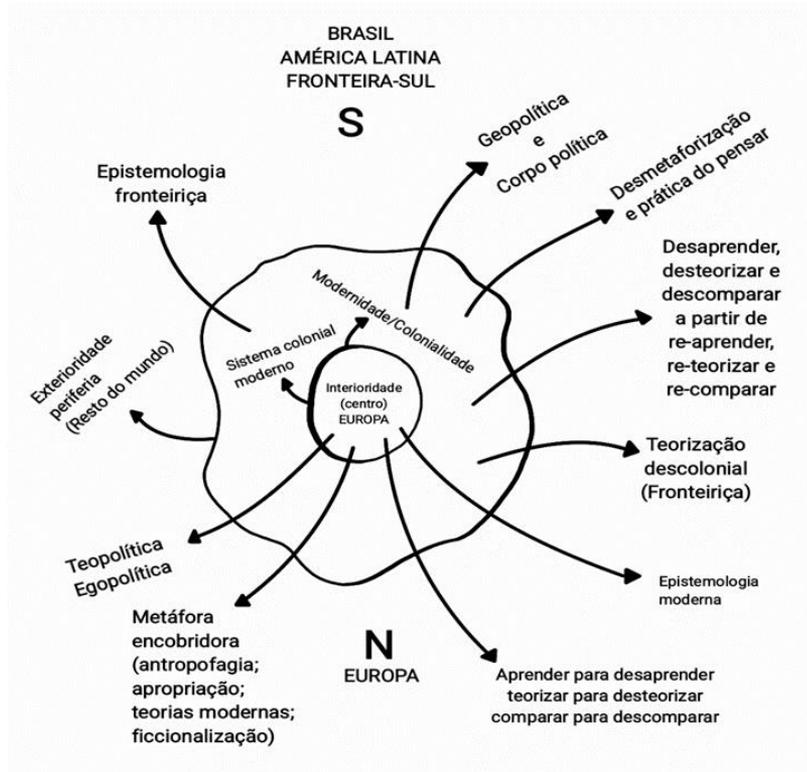 BRASIL
AMÉRICA LATINA
FRONTEIRA-SUL
S
Geopolítica
e
Corpo política
Desmetaforização
e prática do pensar
Epistemologia
fronteiriça
Desaprender,
desteorizar e
descomparar
a partir de
re-aprender,
re-teorizar e
re-comparar
Modernidade/Colonialidade
Sistema colonial
moderno
Exterioridade
periferia
(Resto do mundo)
Interioridade
(centro)
EUROPA
Teorização
descolonial
(Fronteiriça)
Teopolítica
Egopolítica
Epistemologia
moderna
Metáfora
encobridora
(antropofagia;
apropriação;
teorias modernas;
ficcionalização)
N
EUROPA
Aprender para desaprender
teorizar para desteorizar
comparar para descomparar